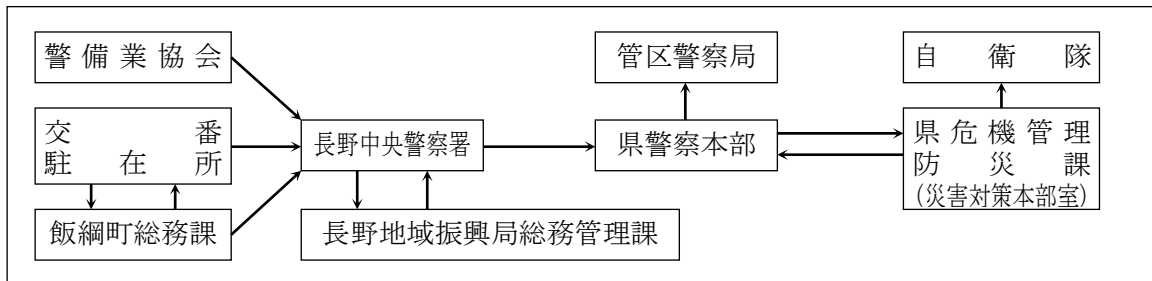 警備業協会
管区警察局
自衛隊
交番
駐在所
長野中央警察署
県警察本部
県危機管理
防災課
(災害対策本部室)
飯綱町総務課
長野地域振興局総務管理課